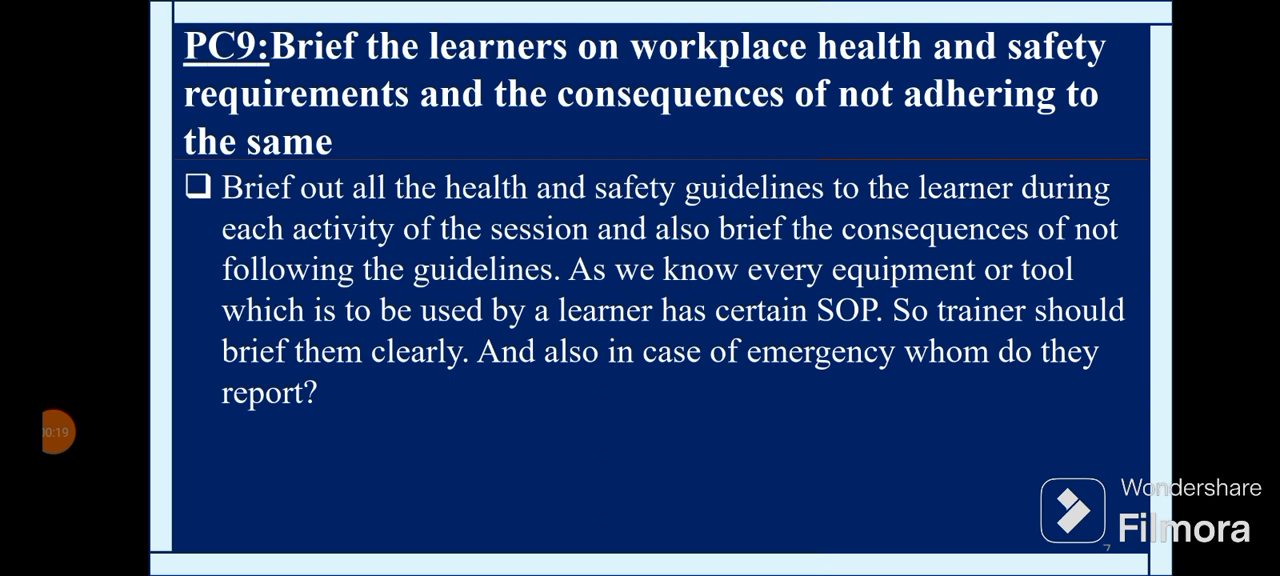 PC9:Brief the learners on workplace health and safety
requirements and the consequences of not adhering to
the same
❑ Brief out all the health and safety guidelines to the learner during
each activity of the session and also brief the consequences of not
following the guidelines. As we know every equipment or tool
which is to be used by a learner has certain SOP. So trainer should
brief them clearly. And also in case of emergency whom do they
report?
00:19
Wondershare
Filmora
7